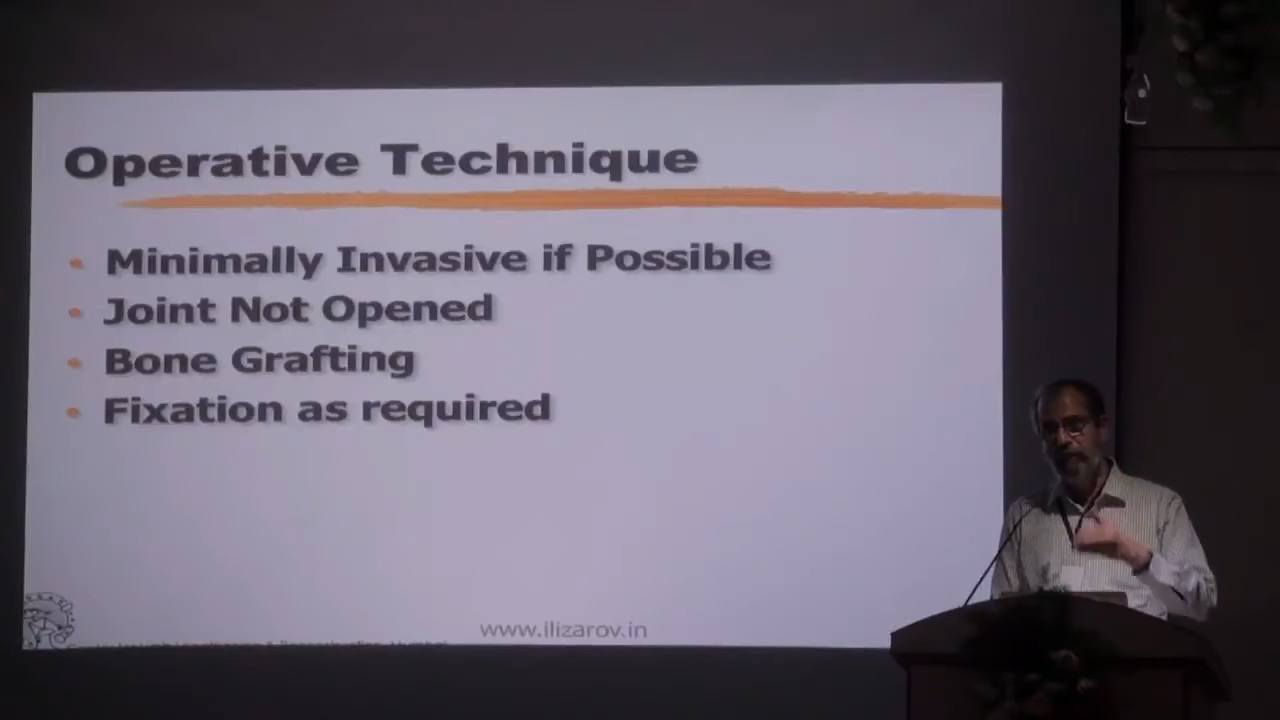 Operative Technique
• Minimally Invasive if Possible
• Joint Not Opened
• Bone Grafting
• Fixation as required
www.ilizarov.in